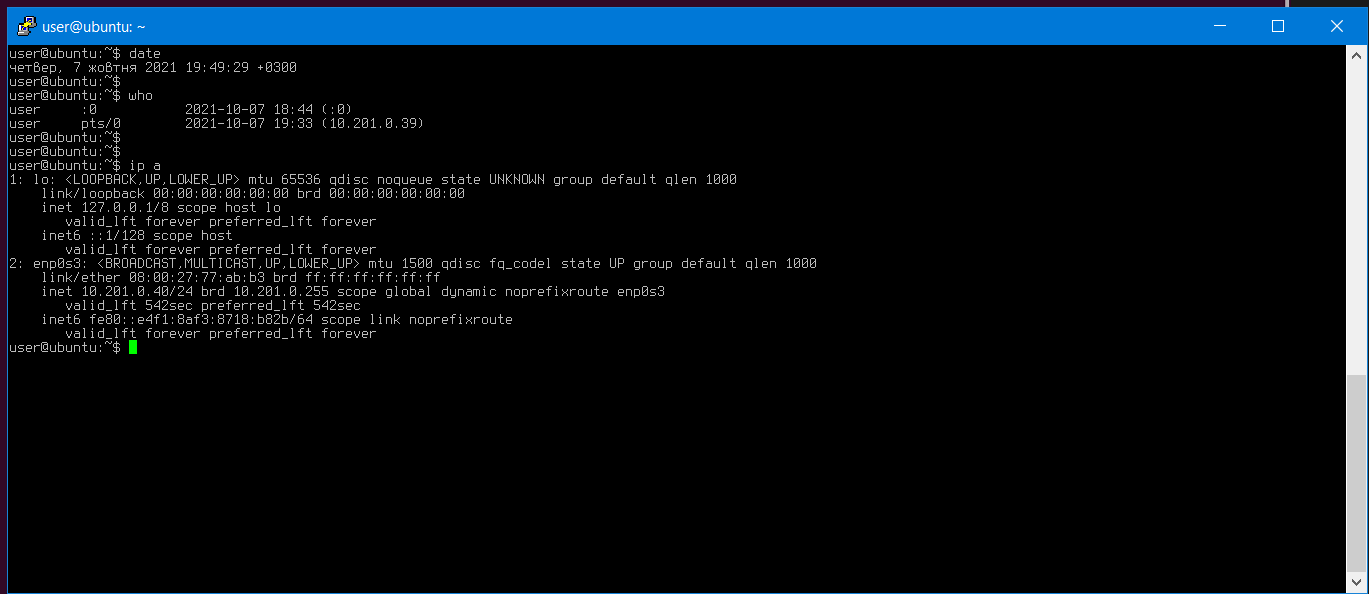 user@ubuntu: ~
user@ubuntu:~$ date
четвер, 7 жовтня 2021 19:49:29 +0300
user@ubuntu:~$
user@ubuntu:~$ who
user     :0           2021-10-07 18:44 (:0)
user     pts/0        2021-10-07 19:33 (10.201.0.39)
user@ubuntu:~$
user@ubuntu:~$
user@ubuntu:~$ ip a
1: lo: <LOOPBACK,UP,LOWER_UP> mtu 65536 qdisc noqueue state UNKNOWN group default qlen 1000
    link/loopback 00:00:00:00:00:00 brd 00:00:00:00:00:00
    inet 127.0.0.1/8 scope host lo
       valid_lft forever preferred_lft forever
    inet6 ::1/128 scope host
       valid_lft forever preferred_lft forever
2: enp0s3: <BROADCAST,MULTICAST,UP,LOWER_UP> mtu 1500 qdisc fq_codel state UP group default qlen 1000
    link/ether 08:00:27:77:ab:b3 brd ff:ff:ff:ff:ff:ff
    inet 10.201.0.40/24 brd 10.201.0.255 scope global dynamic noprefixroute enp0s3
       valid_lft 542sec preferred_lft 542sec
    inet6 fe80::e4f1:8af3:8718:b82b/64 scope link noprefixroute
       valid_lft forever preferred_lft forever
user@ubuntu:~$